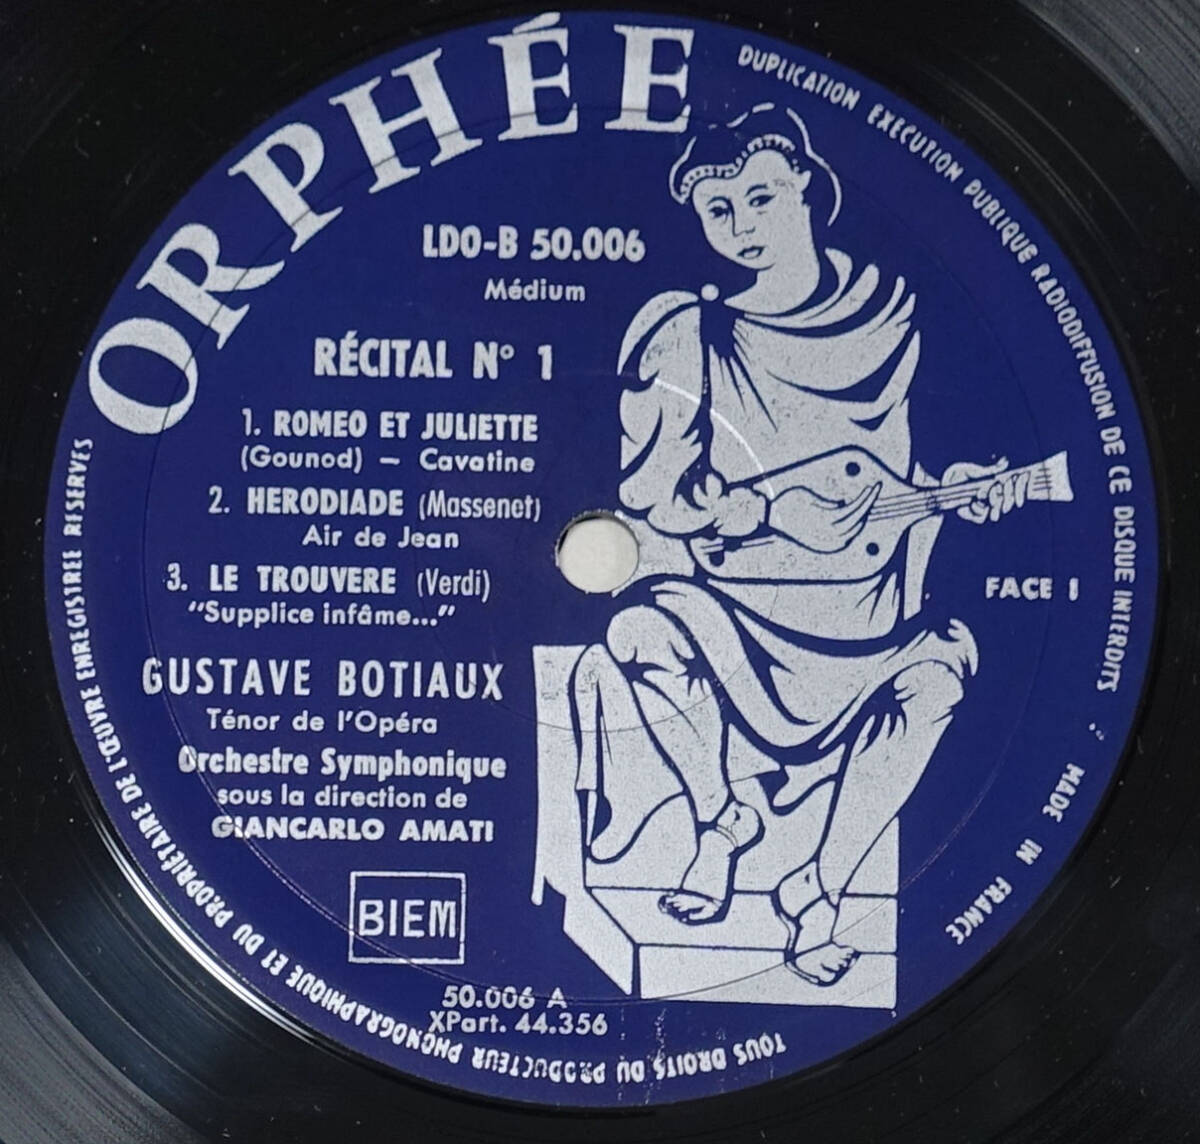 ORPHÉE
LDO-B 50.006
Médium
RÉCITAL N° 1
1. ROMEO ET JULIETTE
(Gounod) – Cavatine
2. HERODIADE (Massenet)
Air de Jean
3. LE TROUVERE (Verdi)
"Supplice infâme..."
GUSTAVE BOTIAUX
Ténor de l'Opéra
Orchestre Symphonique
sous la direction de
GIANCARLO AMATI
BIEM
50.006 A
XPart. 44.356
FACE 1
TOUS DROITS DU PRODUCTEUR PHONOGRAPHIQUE ET DU PROPRIÉTAIRE DE L'ŒUVRE ENREGISTREE RESERVES
DUPLICATION EXECUTION PUBLIQUE RADIODIFFUSION DE CE DISQUE INTERDITS .. MADE IN FRANCE